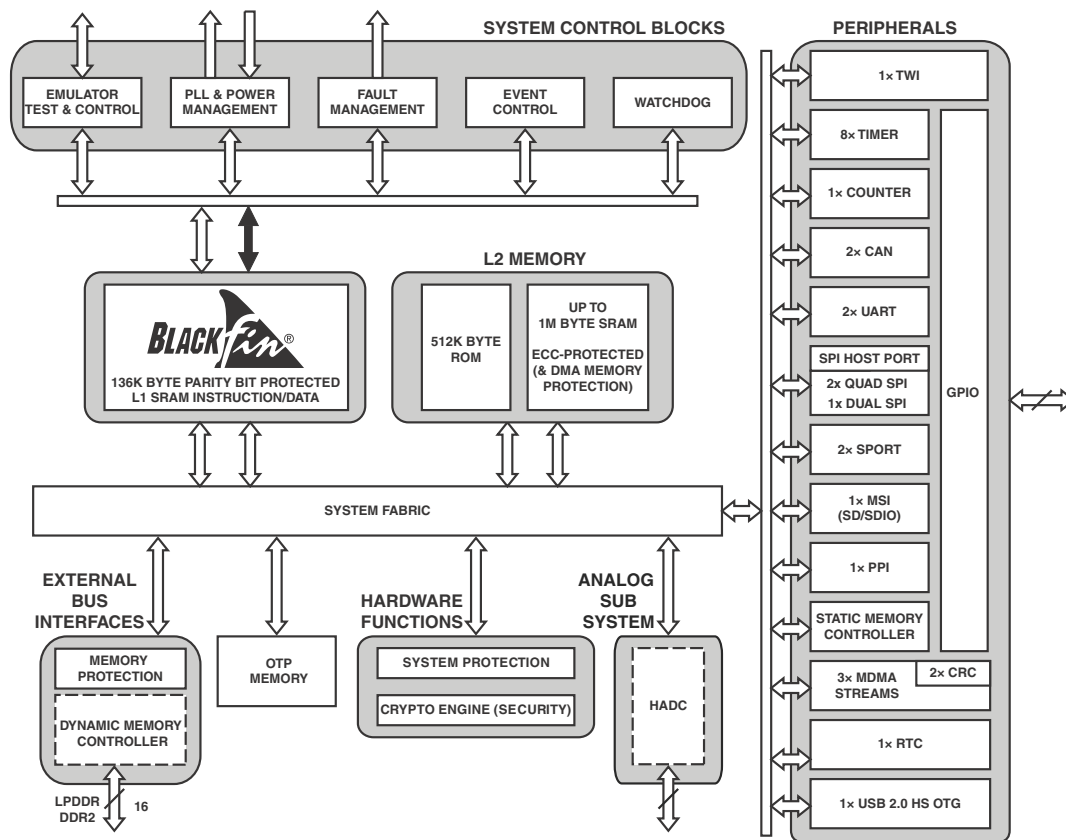 SYSTEM CONTROL BLOCKS
EMULATOR
TEST & CONTROL
PLL & POWER
MANAGEMENT
FAULT
MANAGEMENT
EVENT
CONTROL
WATCHDOG
BLACKfin®
136K BYTE PARITY BIT PROTECTED
L1 SRAM INSTRUCTION/DATA
L2 MEMORY
512K BYTE
ROM
UP TO
1M BYTE SRAM
ECC-PROTECTED
(& DMA MEMORY
PROTECTION)
SYSTEM FABRIC
EXTERNAL
BUS
INTERFACES
MEMORY
PROTECTION
DYNAMIC MEMORY
CONTROLLER
LPDDR
DDR2
16
OTP
MEMORY
HARDWARE
FUNCTIONS
SYSTEM PROTECTION
CRYPTO ENGINE (SECURITY)
ANALOG
SUB
SYSTEM
HADC
PERIPHERALS
1× TWI
8× TIMER
1× COUNTER
2× CAN
2× UART
SPI HOST PORT
2x QUAD SPI
1x DUAL SPI
2× SPORT
1× MSI
(SD/SDIO)
1× PPI
STATIC MEMORY
CONTROLLER
3× MDMA
STREAMS
2× CRC
1× RTC
1× USB 2.0 HS OTG
GPIO